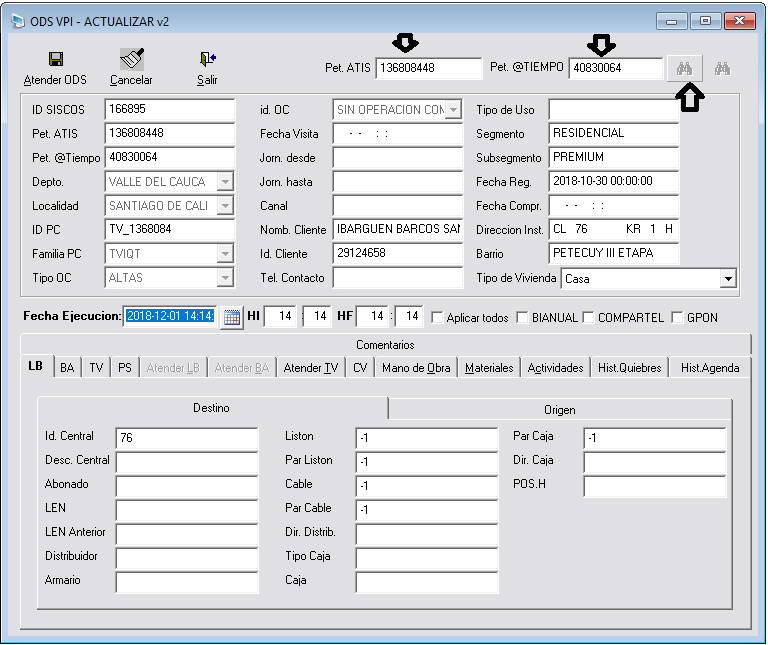 ODS VPI - ACTUALIZAR v2
Atender ODS
Cancelar
Salir
Pet. ATIS 136808448
Pet. @TIEMPO 40830064
ID SISCOS 166895
id. OC SIN OPERACION COM
Tipo de Uso
Pet. ATIS 136808448
Fecha Visita - - : :
Segmento RESIDENCIAL
Pet. @Tiempo 40830064
Jorn. desde
Subsegmento PREMIUM
Depto. VALLE DEL CAUCA
Jorn. hasta
Fecha Reg. 2018-10-30 00:00:00
Localidad SANTIAGO DE CALI
Canal
Fecha Compr. - - : :
ID PC TV_1368084
Nomb. Cliente IBARGUEN BARCOS SAN
Direccion Inst. CL 76 KR 1 H
Familia PC TVIQT
Id. Cliente 29124658
Barrio PETECUY III ETAPA
Tipo OC ALTAS
Tel. Contacto
Tipo de Vivienda Casa
Fecha Ejecucion: 2018-12-01 14:14: HI 14 : 14 HF 14 : 14 Aplicar todos BIANUAL COMPARTEL GPON
Comentarios
LB BA TV PS Atender LB Atender BA Atender TV CV Mano de Obra Materiales Actividades Hist.Quiebres Hist.Agenda
Destino
Origen
Id. Central 76
Liston -1
Par Caja -1
Desc. Central
Par Liston -1
Dir. Caja
Abonado
Cable -1
POS.H
LEN
Par Cable -1
LEN Anterior
Dir. Distrib.
Distribuidor
Tipo Caja
Armario
Caja